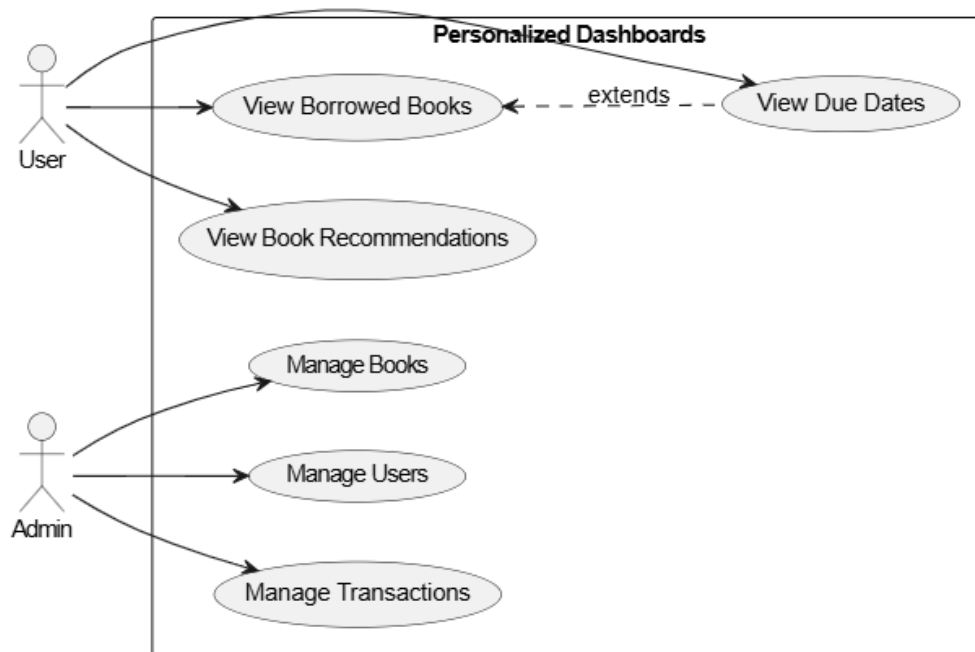 Personalized Dashboards
View Borrowed Books
extends
View Due Dates
User
View Book Recommendations
Manage Books
Manage Users
Admin
Manage Transactions